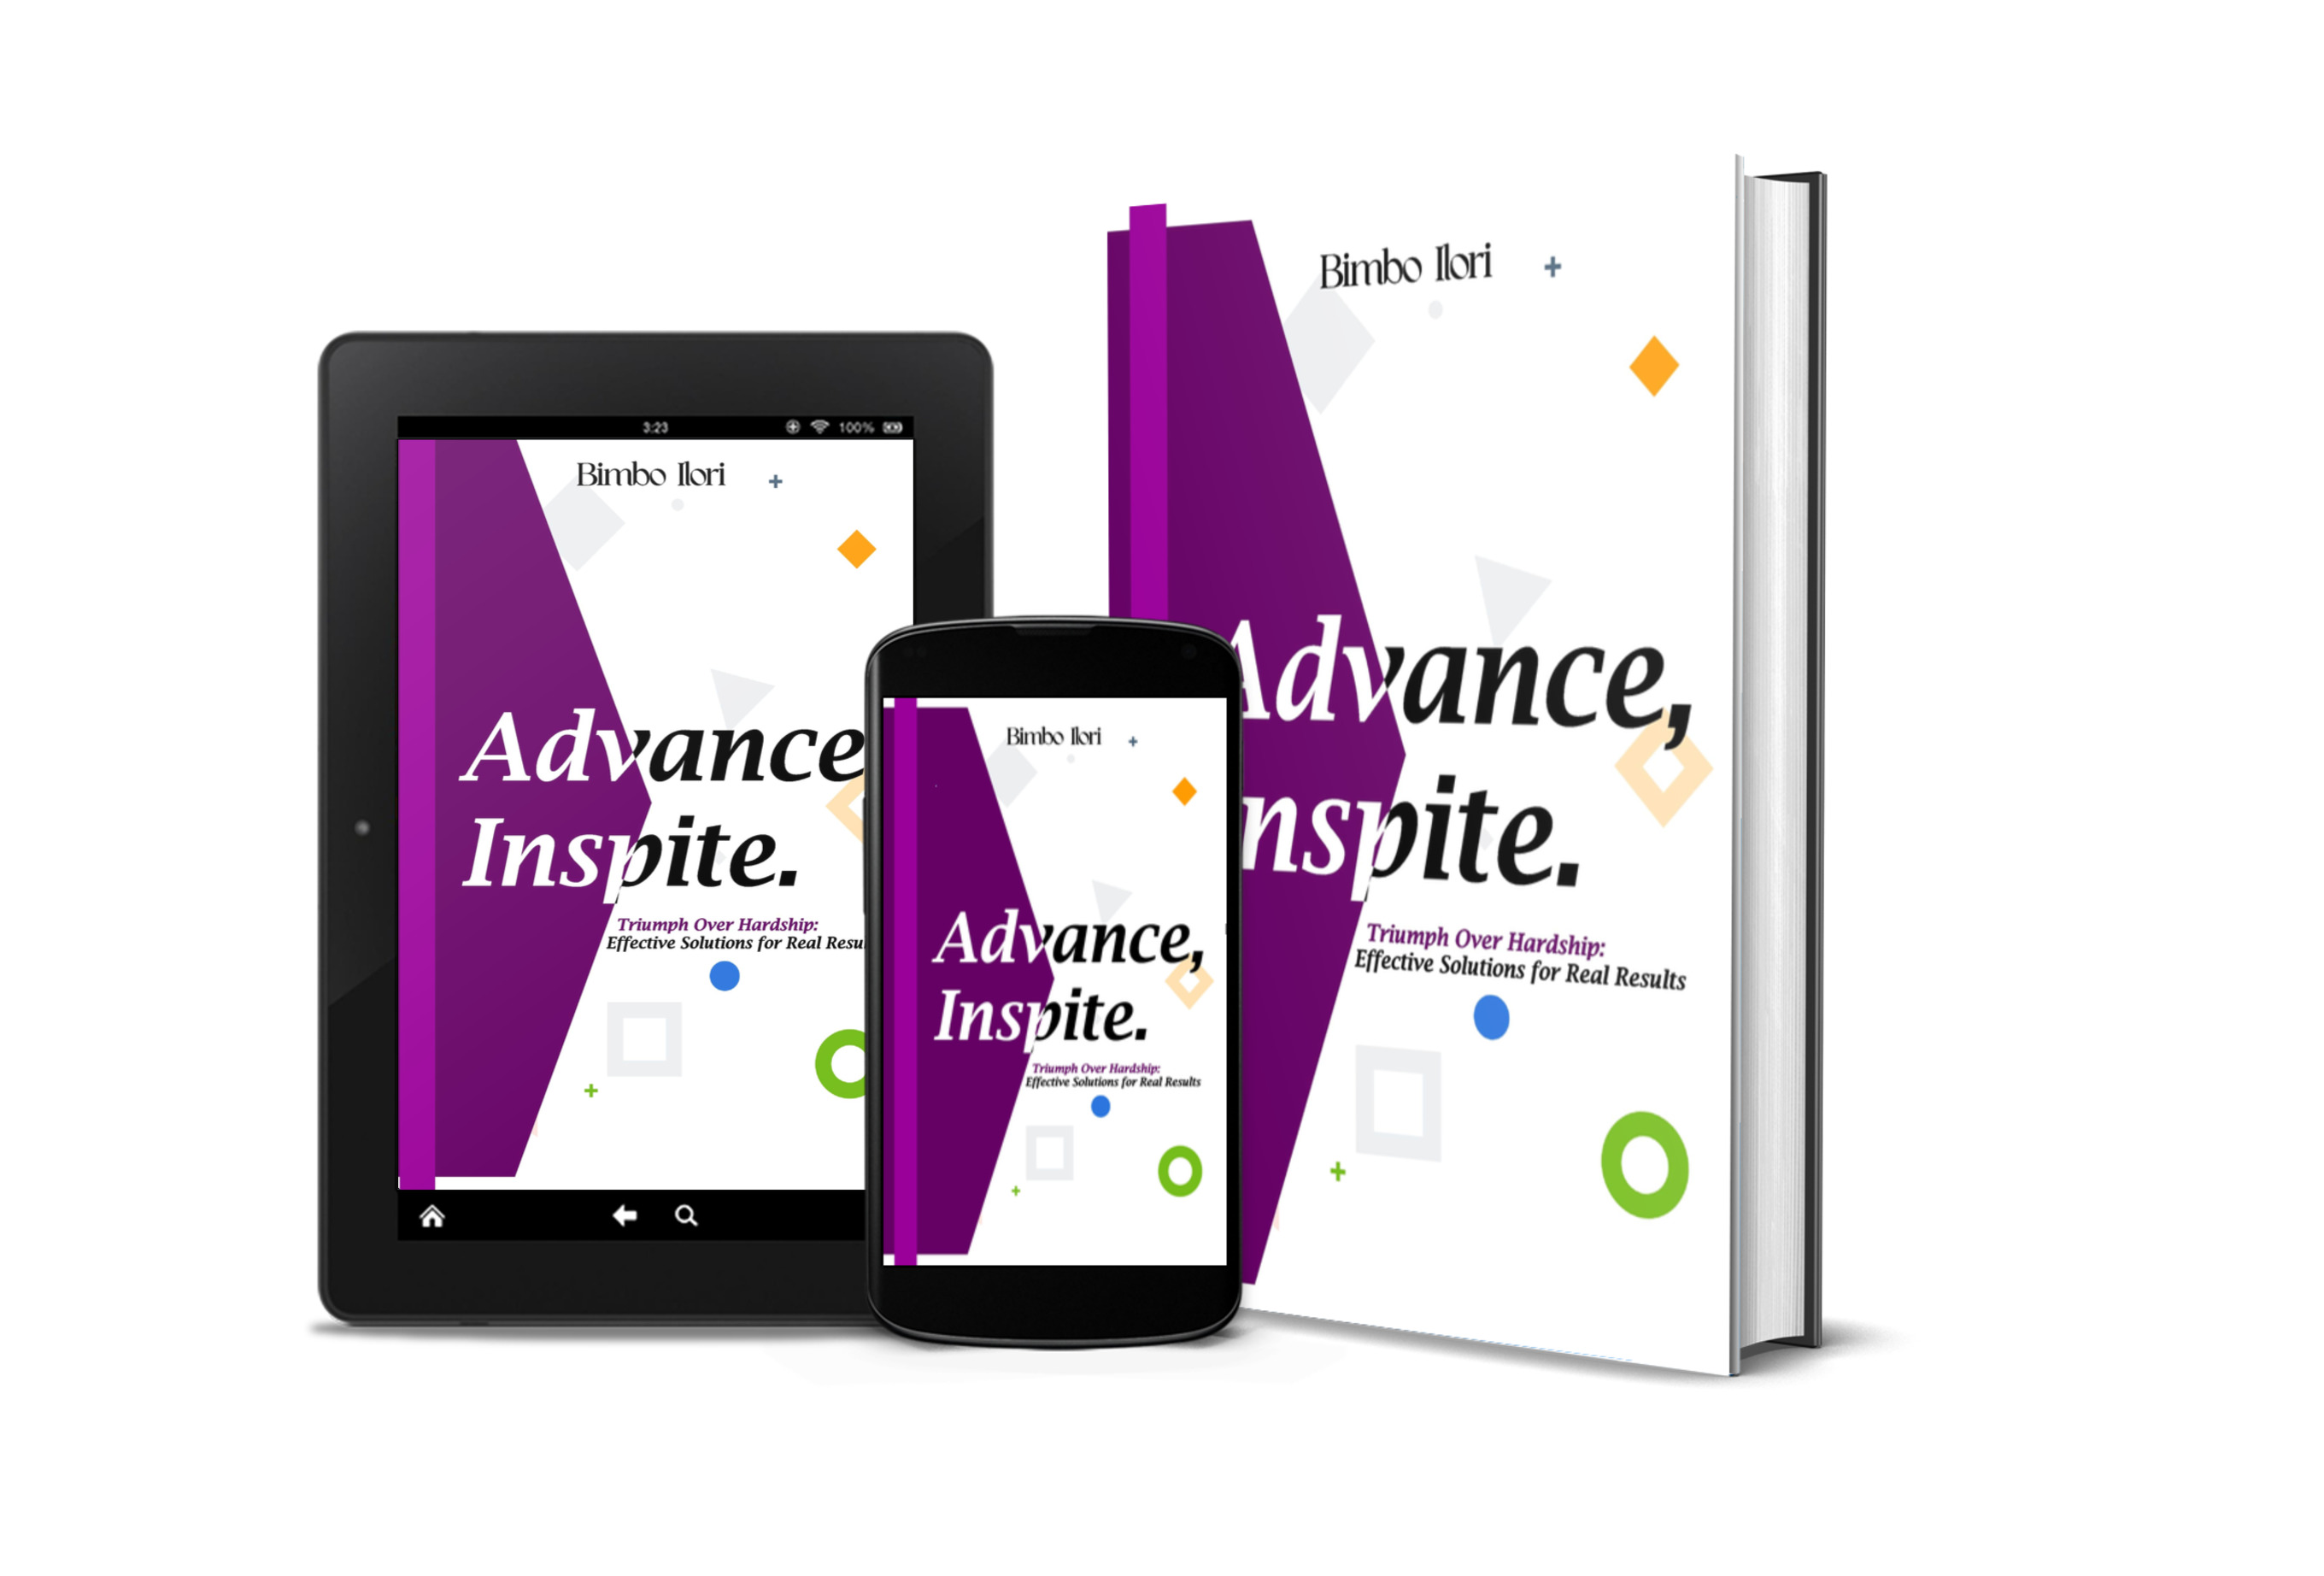 3:23
100%
Bimbo Ilori
Advance
Inspite.
Triumph Over Hardship:
Effective Solutions for Real Resu
Bimbo Ilori
Advance,
Inspite.
Triumph Over Hardship:
Effective Solutions for Real Results
Bimbo Ilori
Advance,
nspite.
Triumph Over Hardship:
Effective Solutions for Real Results